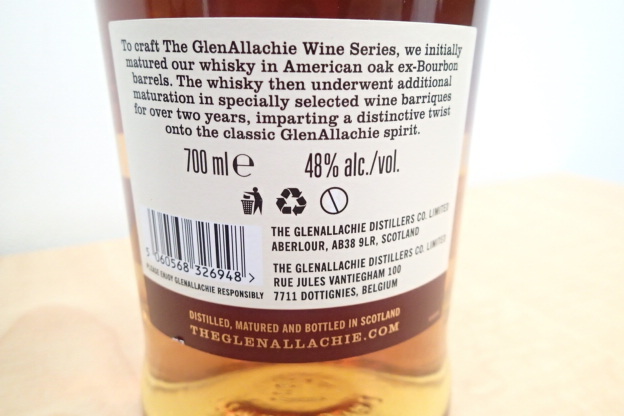 To craft The GlenAllachie Wine Series, we initially
matured our whisky in American oak ex-Bourbon
barrels. The whisky then underwent additional
maturation in specially selected wine barriques
for over two years, imparting a distinctive twist
onto the classic GlenAllachie spirit.
700 ml e 48% alc./vol.
THE GLENALLACHIE DISTILLERS CO. LIMITED
ABERLOUR, AB38 9LR, SCOTLAND
THE GLENALLACHIE DISTILLERS CO. LIMITED
RUE JULES VANTIEGHAM 100
7711 DOTTIGNIES, BELGIUM
5 060568 326948 >
PLEASE ENJOY GLENALLACHIE RESPONSIBLY
DISTILLED, MATURED AND BOTTLED IN SCOTLAND
THEGLENALLACHIE.COM